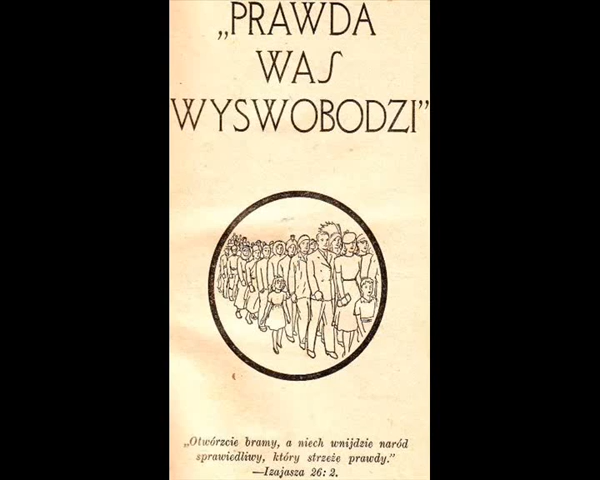 „PRAWDA
WAS
WYSWOBODZI”
„Otwórzcie bramy, a niech wnijdzie naród
sprawiedliwy, który strzeże prawdy.”
—Izajasza 26: 2.